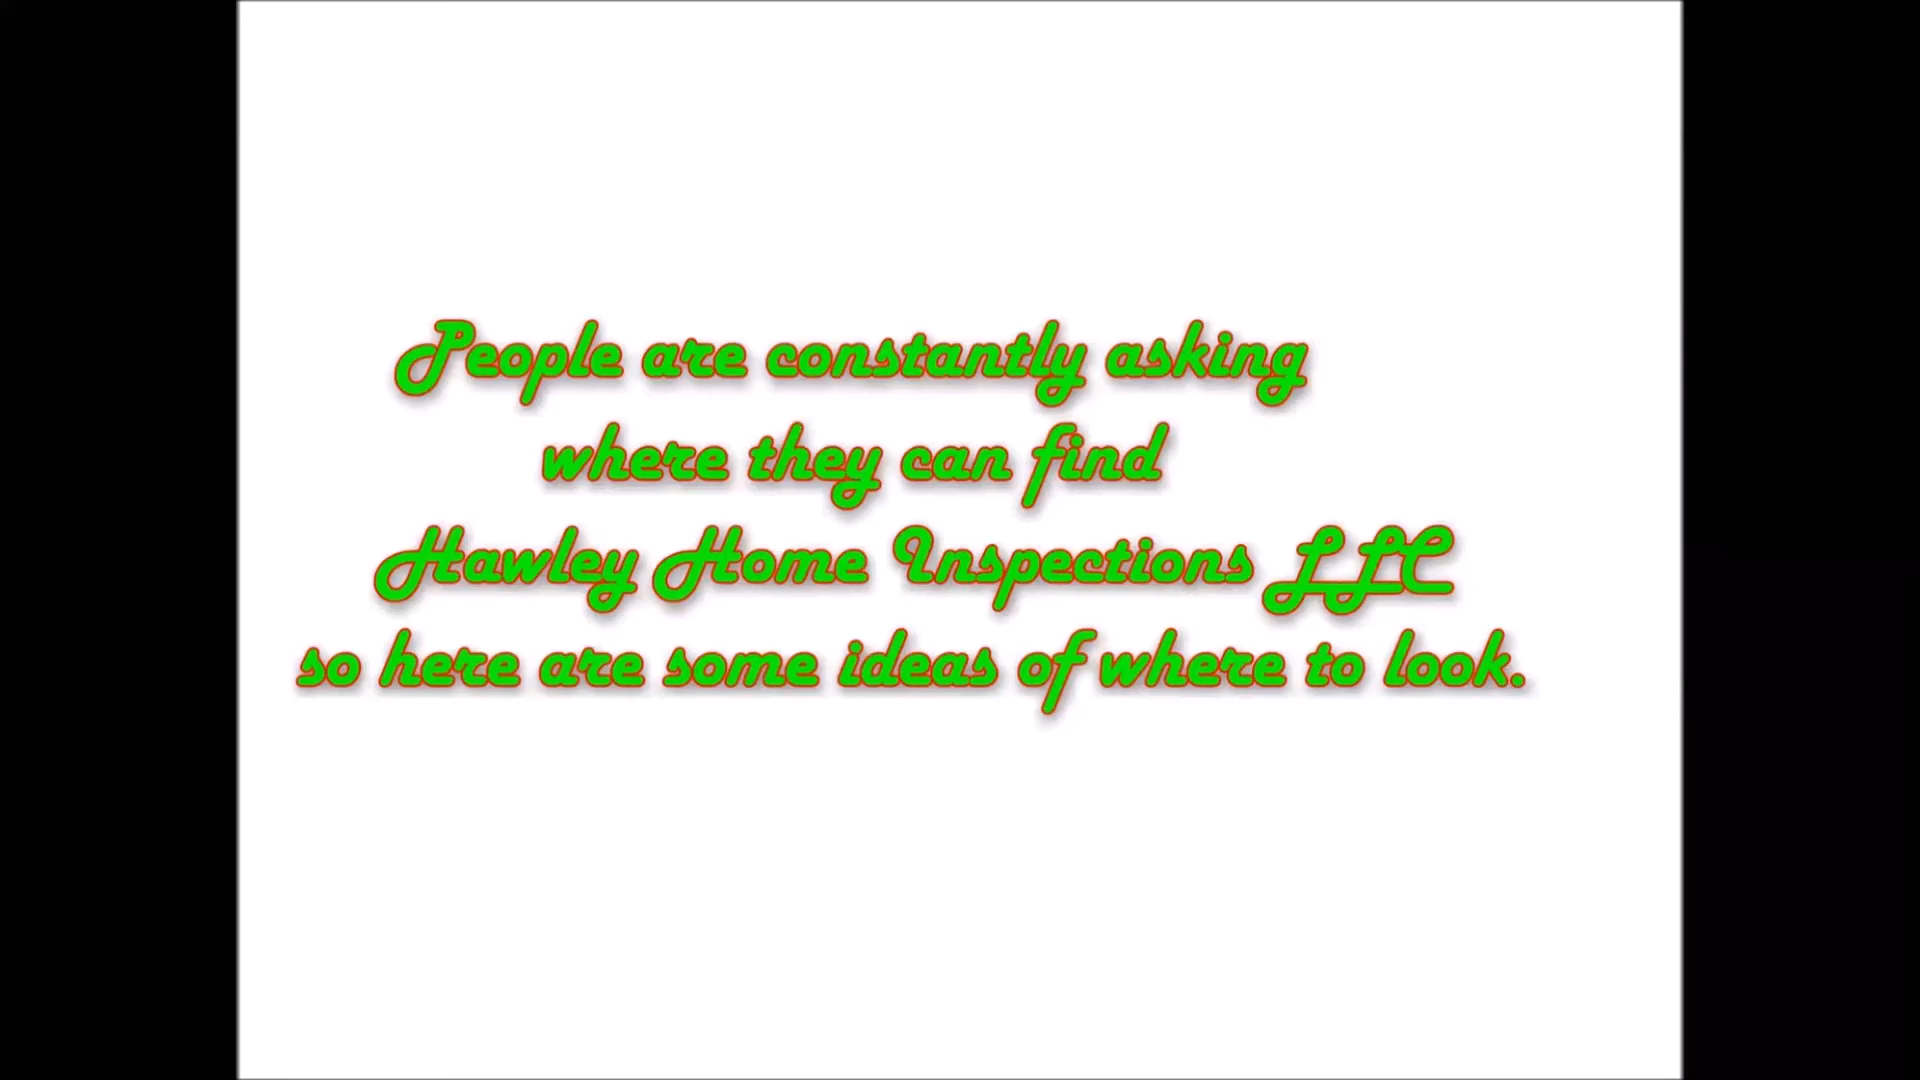 People are constantly asking
where they can find
Hawley Home Inspections LLC
so here are some ideas of where to look.